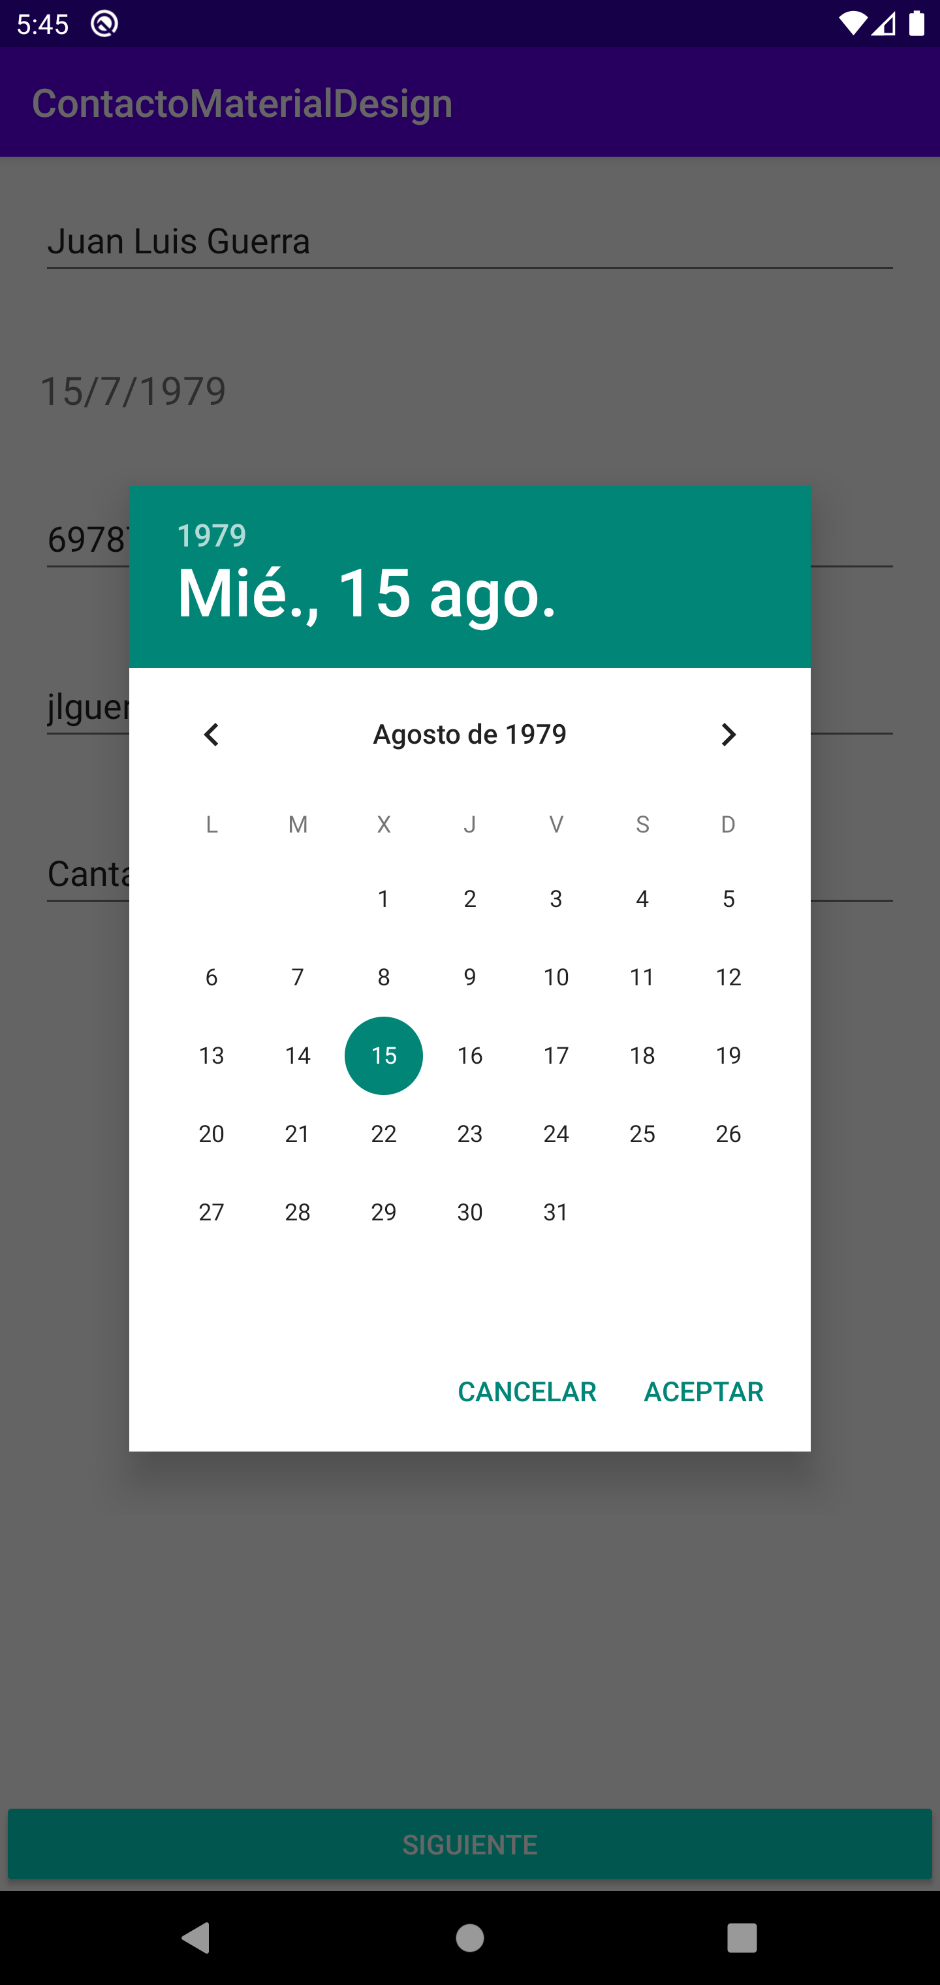 5:45
ContactoMaterialDesign
Juan Luis Guerra
15/7/1979
6978
1979
Mié., 15 ago.
jlguer
Agosto de 1979
L M X J V S D
1 2 3 4 5
Canta
6 7 8 9 10 11 12
13 14 15 16 17 18 19
20 21 22 23 24 25 26
27 28 29 30 31
CANCELAR ACEPTAR
SIGUIENTE